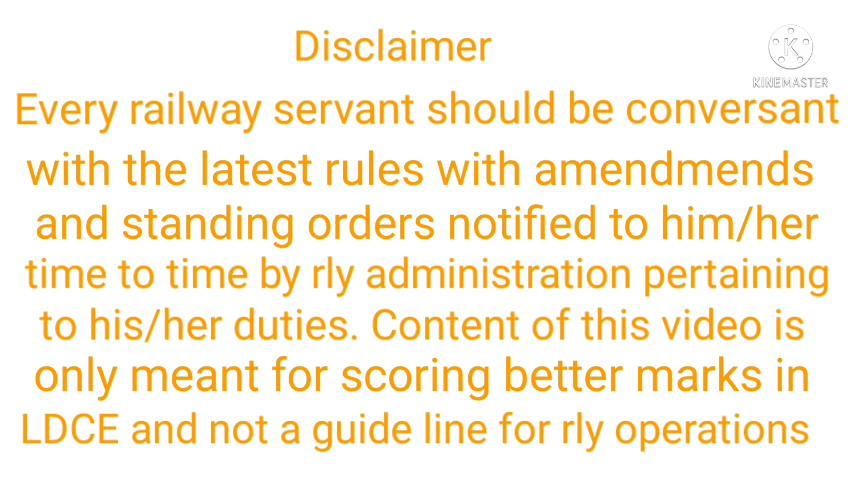 Disclaimer
KINEMASTER
Every railway servant should be conversant
with the latest rules with amendmends
and standing orders notified to him/her
time to time by rly administration pertaining
to his/her duties. Content of this video is
only meant for scoring better marks in
LDCE and not a guide line for rly operations